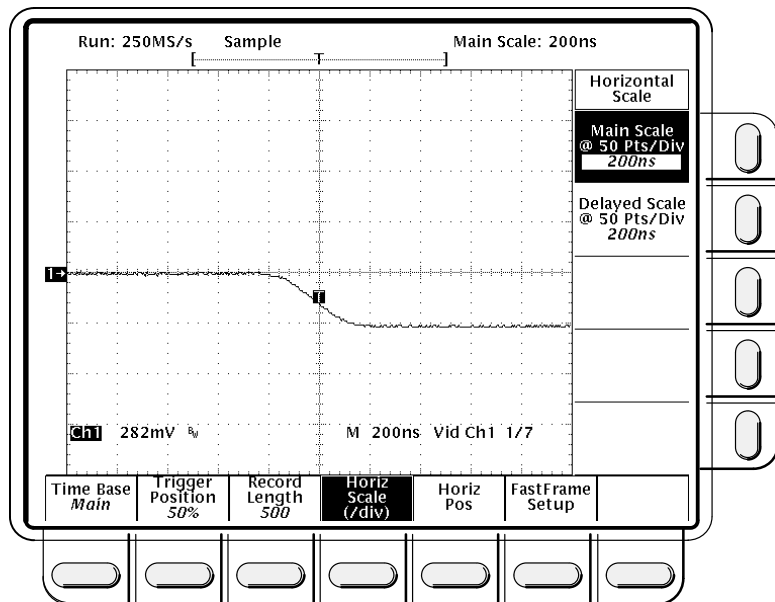 Run: 250MS/s Sample Main Scale: 200ns
[ T ]
Horizontal
Scale
Main Scale
@ 50 Pts/Div
200ns
Delayed Scale
@ 50 Pts/Div
200ns
1→
T
Ch1 282mV BW M 200ns Vid Ch1 1/7
Time Base
Main
Trigger
Position
50%
Record
Length
500
Horiz
Scale
(/div)
Horiz
Pos
FastFrame
Setup